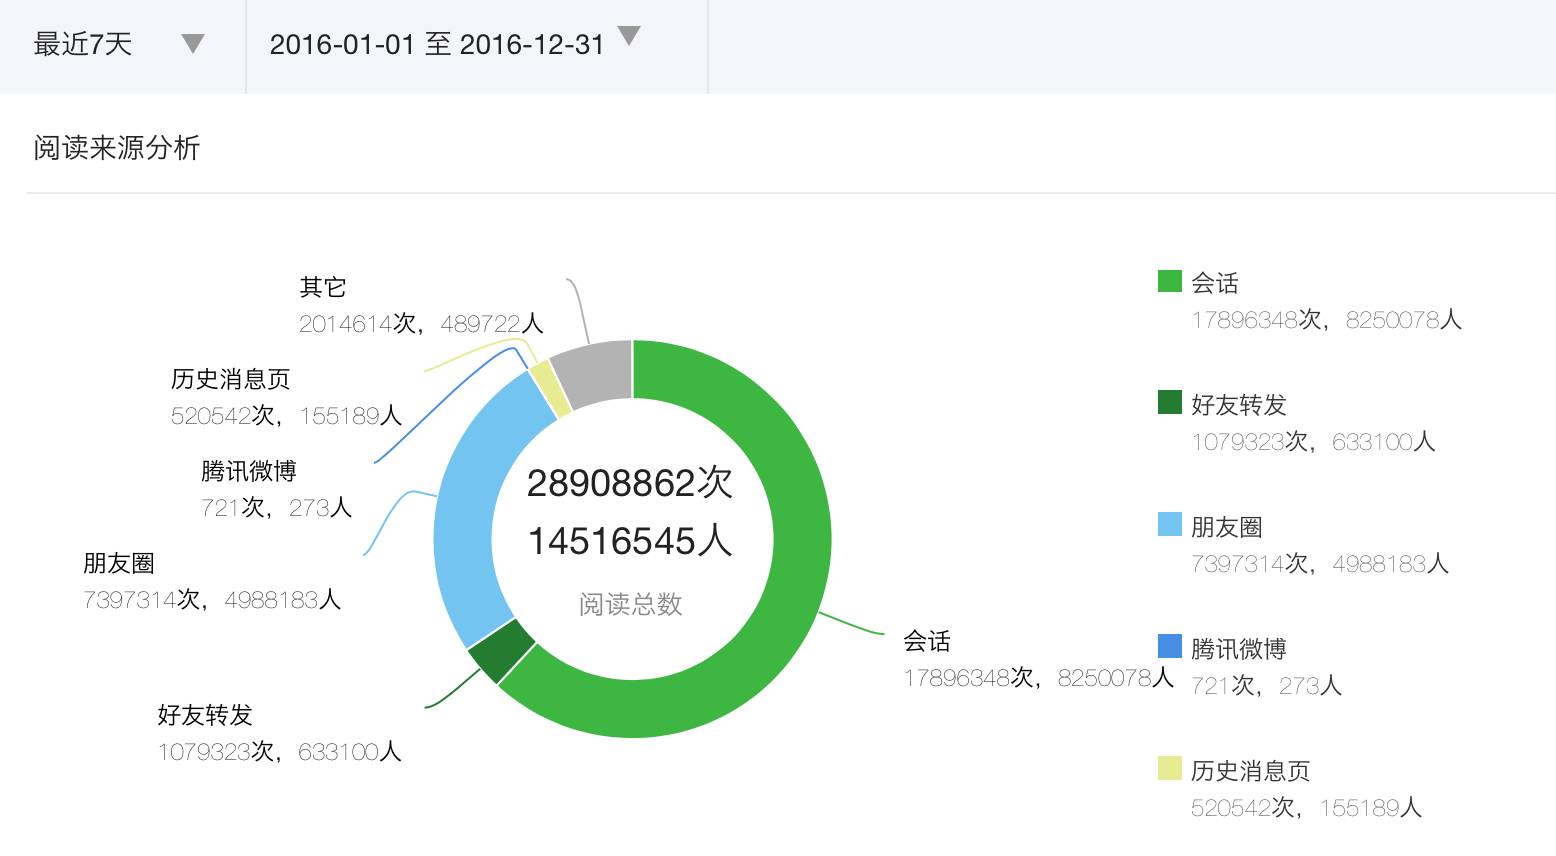 最近7天
2016-01-01 至 2016-12-31
阅读来源分析
其它
2014614次，489722人
历史消息页
520542次，155189人
腾讯微博
721次，273人
朋友圈
7397314次，4988183人
好友转发
1079323次，633100人
28908862次
14516545人
阅读总数
会话
17896348次，8250078人
会话
17896348次，8250078人
好友转发
1079323次，633100人
朋友圈
7397314次，4988183人
腾讯微博
721次，273人
历史消息页
520542次，155189人